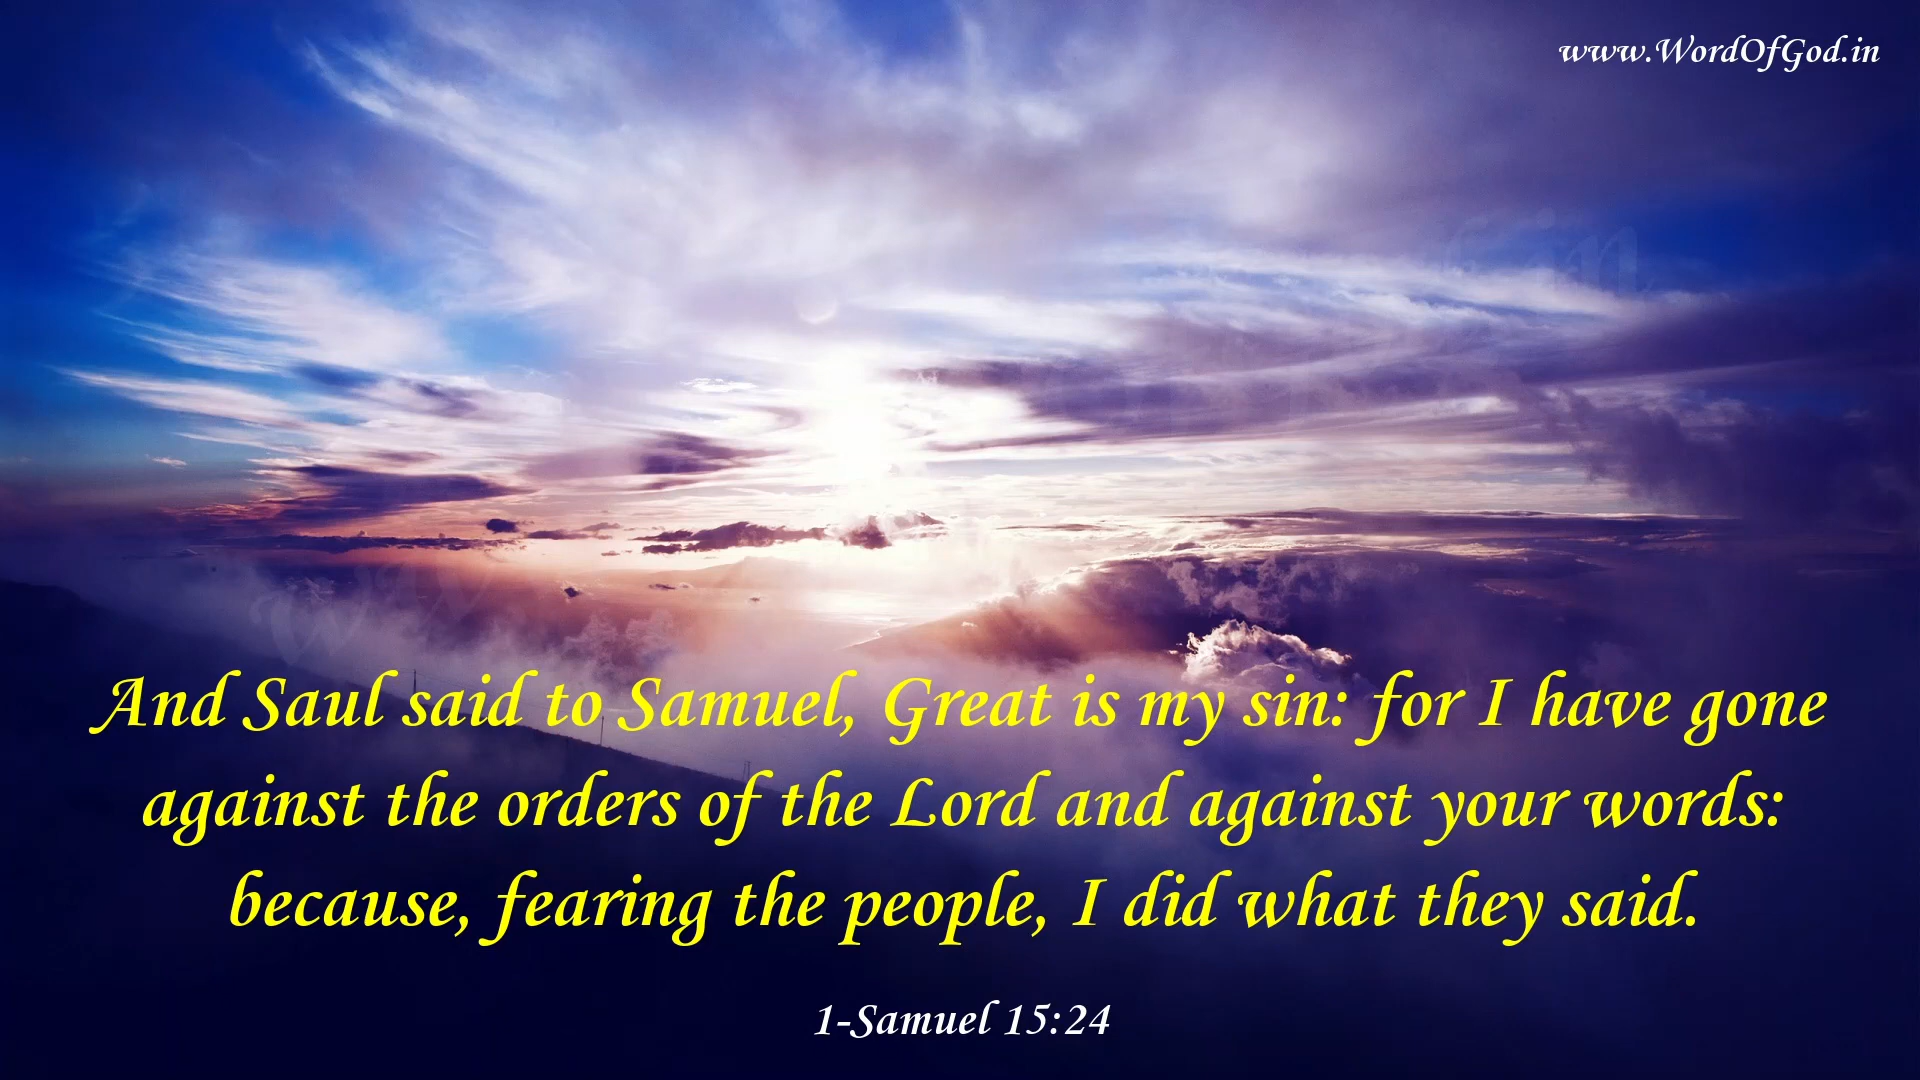 www.WordOfGod.in
And Saul said to Samuel, Great is my sin: for I have gone
against the orders of the Lord and against your words:
because, fearing the people, I did what they said.
1-Samuel 15:24